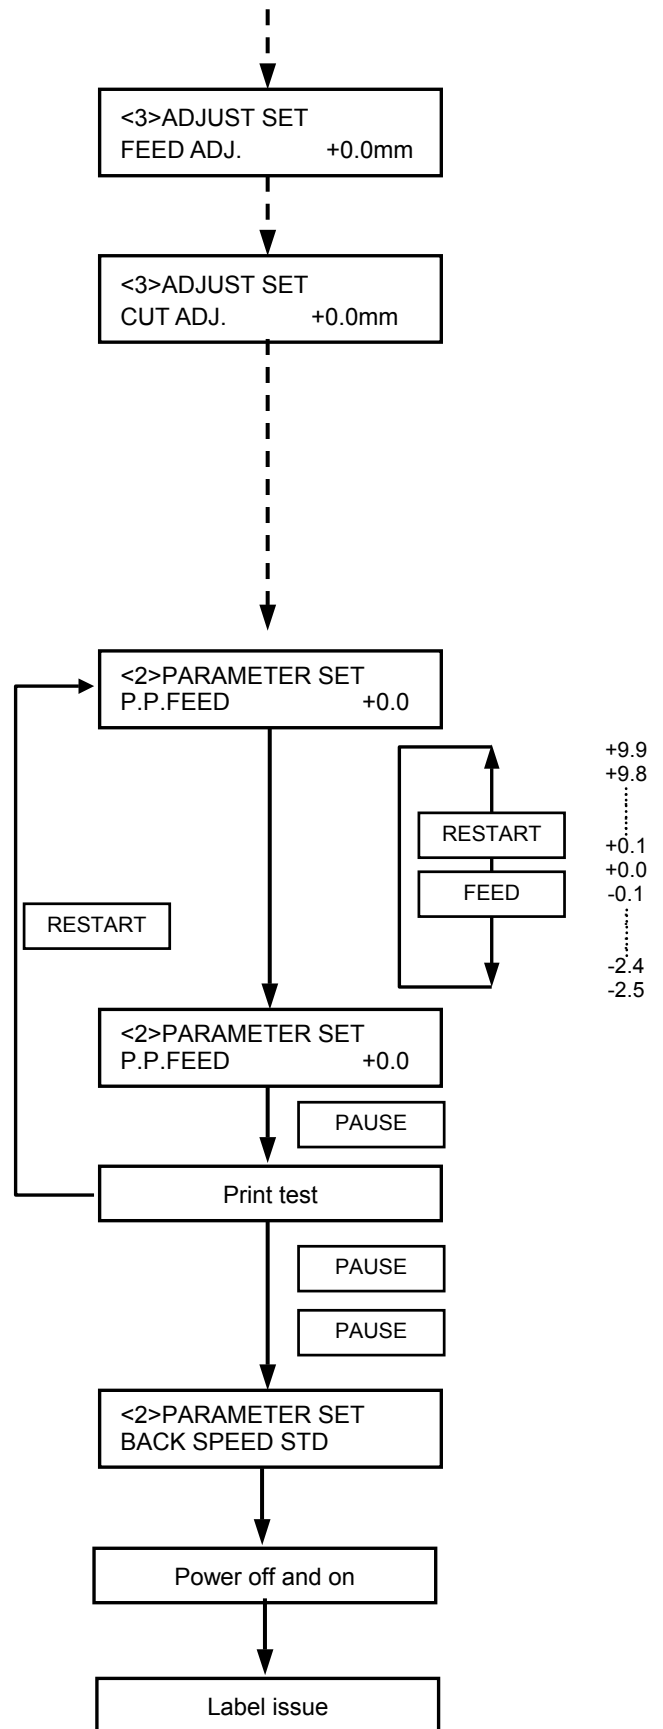 <3>ADJUST SET
FEED ADJ. +0.0mm
<3>ADJUST SET
CUT ADJ. +0.0mm
<2>PARAMETER SET
P.P.FEED +0.0
+9.9
+9.8
RESTART
+0.1
+0.0
FEED
-0.1
RESTART
-2.4
-2.5
<2>PARAMETER SET
P.P.FEED +0.0
PAUSE
Print test
PAUSE
PAUSE
<2>PARAMETER SET
BACK SPEED STD
Power off and on
Label issue